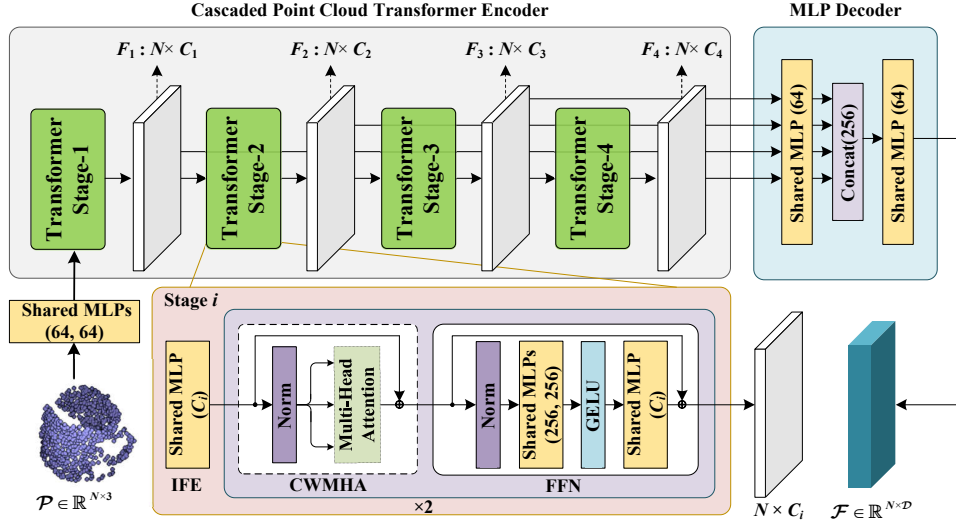 Cascaded Point Cloud Transformer Encoder
MLP Decoder
F1 : N× C1
F2 : N× C2
F3 : N× C3
F4 : N× C4
Transformer
Stage-1
Transformer
Stage-2
Transformer
Stage-3
Transformer
Stage-4
Shared MLP (64)
Concat(256)
Shared MLP (64)
Shared MLPs
(64, 64)
Stage i
Shared MLP
(Ci)
Norm
Multi-Head
Attention
Norm
Shared MLPs
(256, 256)
GELU
Shared MLP
(Ci)
IFE
CWMHA
FFN
×2
𝒫 ∈ ℝ^{N×3}
N × Ci
ℱ ∈ ℝ^{N×𝒟}